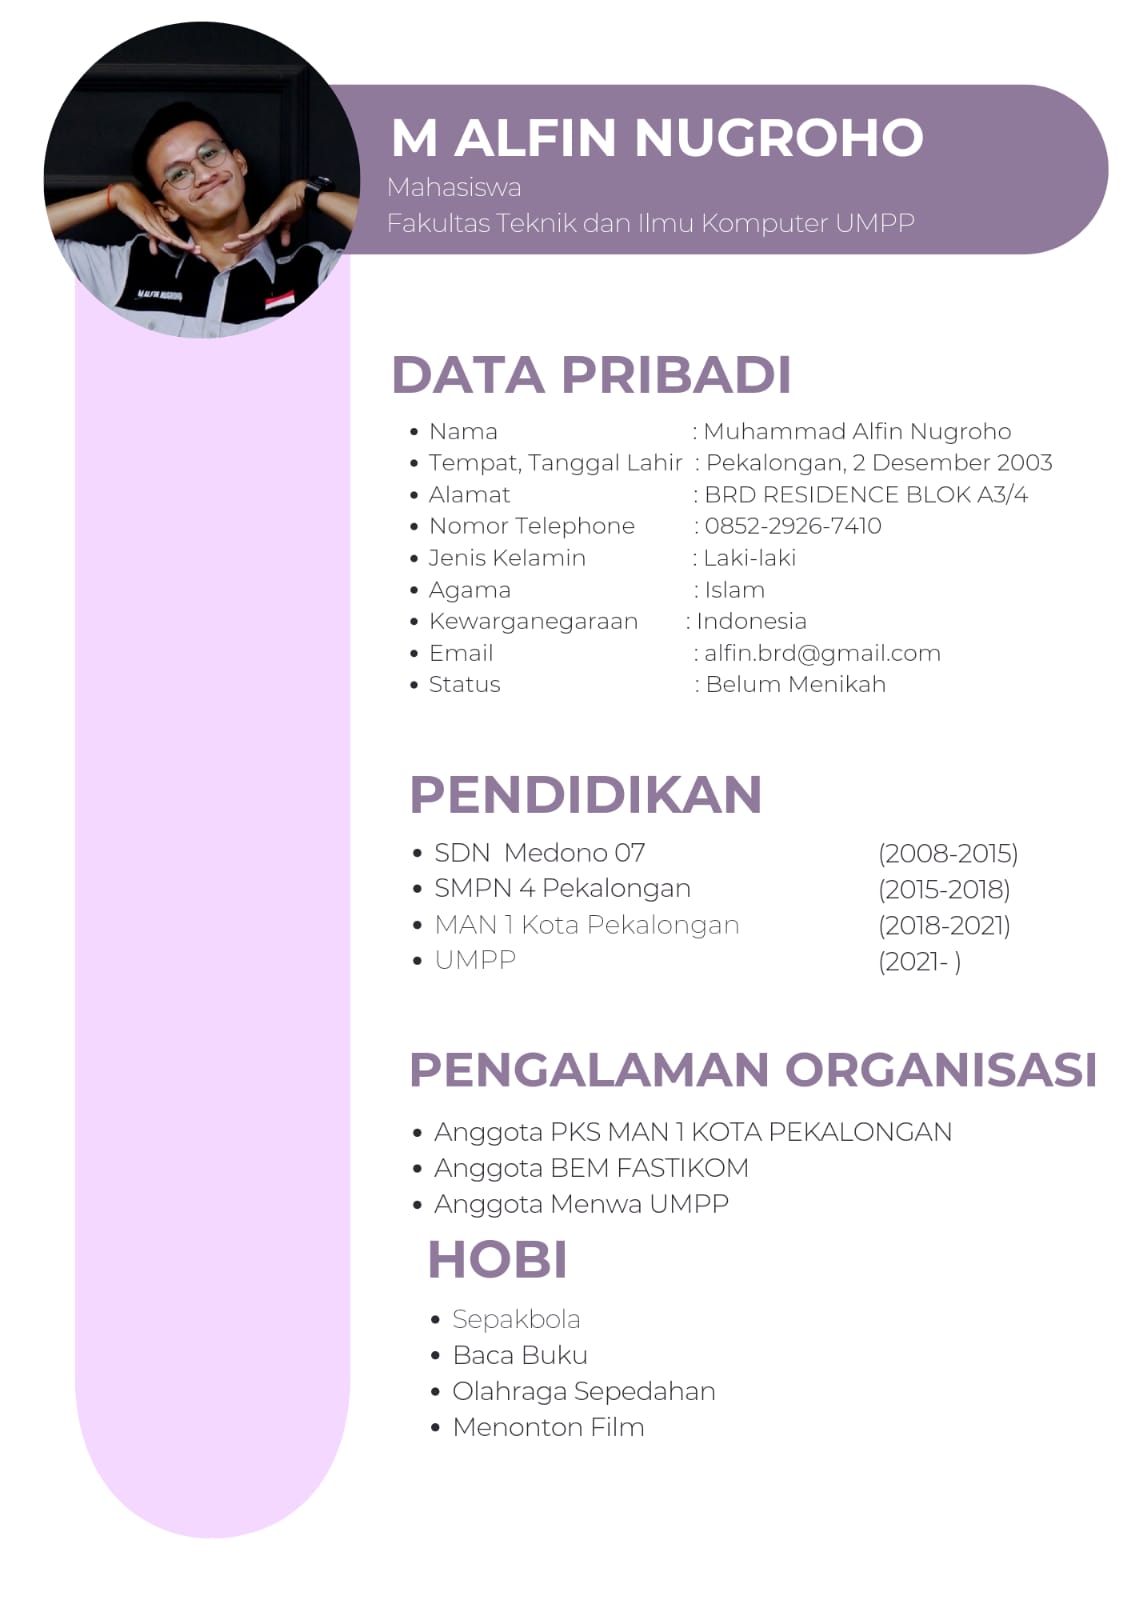 M ALFIN NUGROHO
Mahasiswa
Fakultas Teknik dan Ilmu Komputer UMPP
M ALFIN NUGROHO
DATA PRIBADI
• Nama : Muhammad Alfin Nugroho
• Tempat, Tanggal Lahir : Pekalongan, 2 Desember 2003
• Alamat : BRD RESIDENCE BLOK A3/4
• Nomor Telephone : 0852-2926-7410
• Jenis Kelamin : Laki-laki
• Agama : Islam
• Kewarganegaraan : Indonesia
• Email : alfin.brd@gmail.com
• Status : Belum Menikah
PENDIDIKAN
• SDN Medono 07 (2008-2015)
• SMPN 4 Pekalongan (2015-2018)
• MAN 1 Kota Pekalongan (2018-2021)
• UMPP (2021- )
PENGALAMAN ORGANISASI
• Anggota PKS MAN 1 KOTA PEKALONGAN
• Anggota BEM FASTIKOM
• Anggota Menwa UMPP
HOBI
• Sepakbola
• Baca Buku
• Olahraga Sepedahan
• Menonton Film